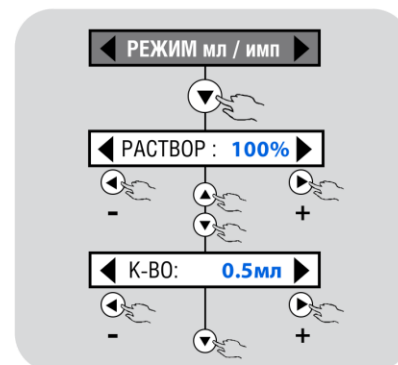 РЕЖИМ мл / имп
РАСТВОР : 100%
- +
К-ВО: 0.5мл
- +